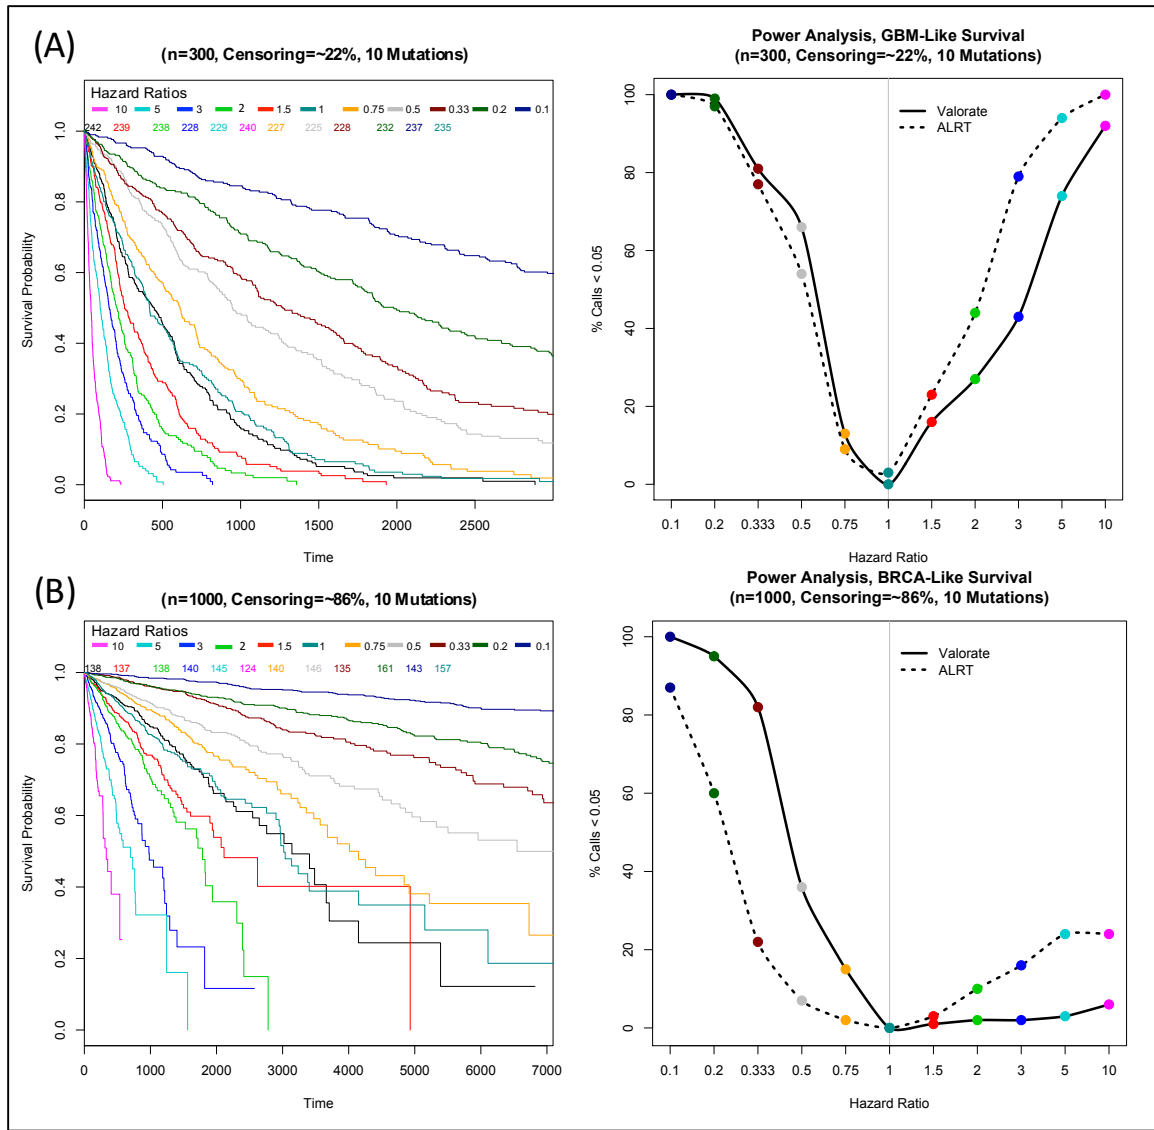 (A)
(n=300, Censoring=~22%, 10 Mutations)
Hazard Ratios
10 5 3 2 1.5 1 0.75 0.5 0.33 0.2 0.1
242 239 238 228 229 240 227 225 228 232 237 235
Survival Probability
1.0
0.8
0.6
0.4
0.2
0.0
0 500 1000 1500 2000 2500
Time
Power Analysis, GBM-Like Survival
(n=300, Censoring=~22%, 10 Mutations)
Valorate
ALRT
% Calls < 0.05
100
80
60
40
20
0
0.1 0.2 0.333 0.5 0.75 1 1.5 2 3 5 10
Hazard Ratio
(B)
(n=1000, Censoring=~86%, 10 Mutations)
Hazard Ratios
10 5 3 2 1.5 1 0.75 0.5 0.33 0.2 0.1
138 137 138 140 145 124 140 146 135 161 143 157
Survival Probability
1.0
0.8
0.6
0.4
0.2
0.0
0 1000 2000 3000 4000 5000 6000 7000
Time
Power Analysis, BRCA-Like Survival
(n=1000, Censoring=~86%, 10 Mutations)
Valorate
ALRT
% Calls < 0.05
100
80
60
40
20
0
0.1 0.2 0.333 0.5 0.75 1 1.5 2 3 5 10
Hazard Ratio